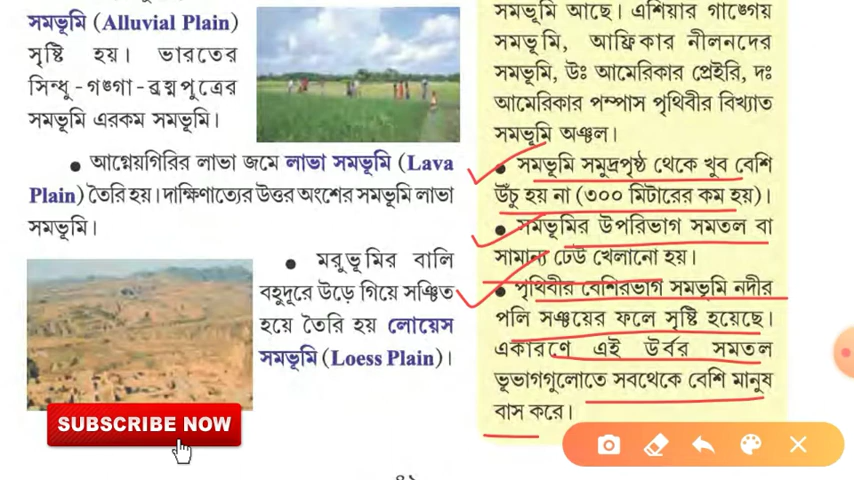 সমভূমি (Alluvial Plain)
সৃষ্টি হয়। ভারতের
সিন্ধু-গঙ্গা-ব্রহ্মপুত্রের
সমভূমি এরকম সমভূমি।
● আগ্নেয়গিরির লাভা জমে লাভা সমভূমি (Lava
Plain) তৈরি হয়। দাক্ষিণাত্যের উত্তর অংশের সমভূমি লাভা
সমভূমি।
● মরুভূমির বালি
বহুদূরে উড়ে গিয়ে সঞ্চিত
হয়ে তৈরি হয় লোয়েস
সমভূমি (Loess Plain)।
SUBSCRIBE NOW
সমভূমি আছে। এশিয়ার গাঙ্গেয়
সমভূমি, আফ্রিকার নীলনদের
সমভূমি, উঃ আমেরিকার প্রেইরি, দঃ
আমেরিকার পম্পাস পৃথিবীর বিখ্যাত
সমভূমি অঞ্চল।
● সমভূমি সমুদ্রপৃষ্ঠ থেকে খুব বেশি
উঁচু হয় না (৩০০ মিটারের কম হয়)।
● সমভূমির উপরিভাগ সমতল বা
সামান্য ঢেউ খেলানো হয়।
● পৃথিবীর বেশিরভাগ সমভূমি নদীর
পলি সঞ্চয়ের ফলে সৃষ্টি হয়েছে।
একারণে এই উর্বর সমতল
ভূভাগগুলোতে সবথেকে বেশি মানুষ
বাস করে।